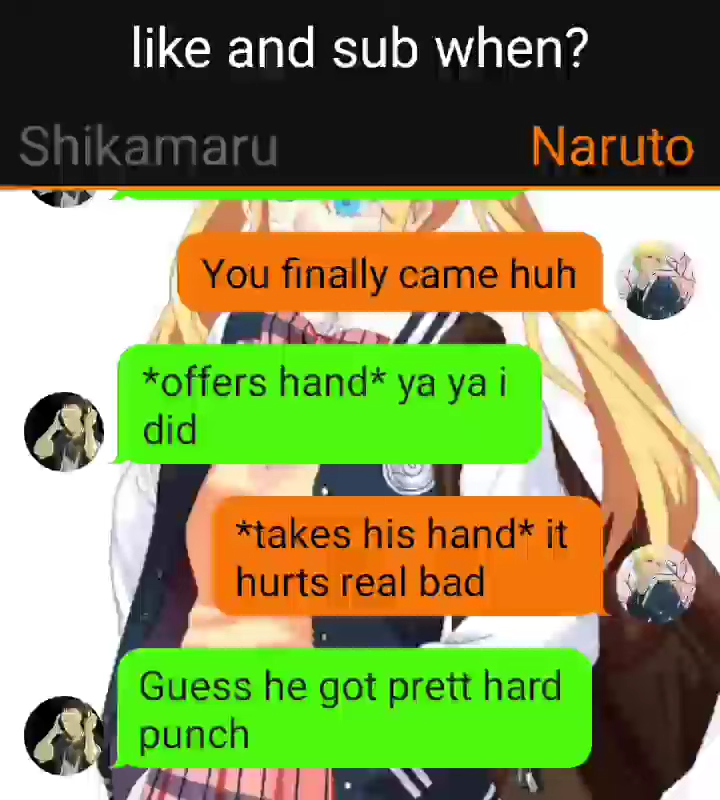 like and sub when?
Shikamaru
Naruto
You finally came huh
*offers hand* ya ya i
did
*takes his hand* it
hurts real bad
Guess he got prett hard
punch